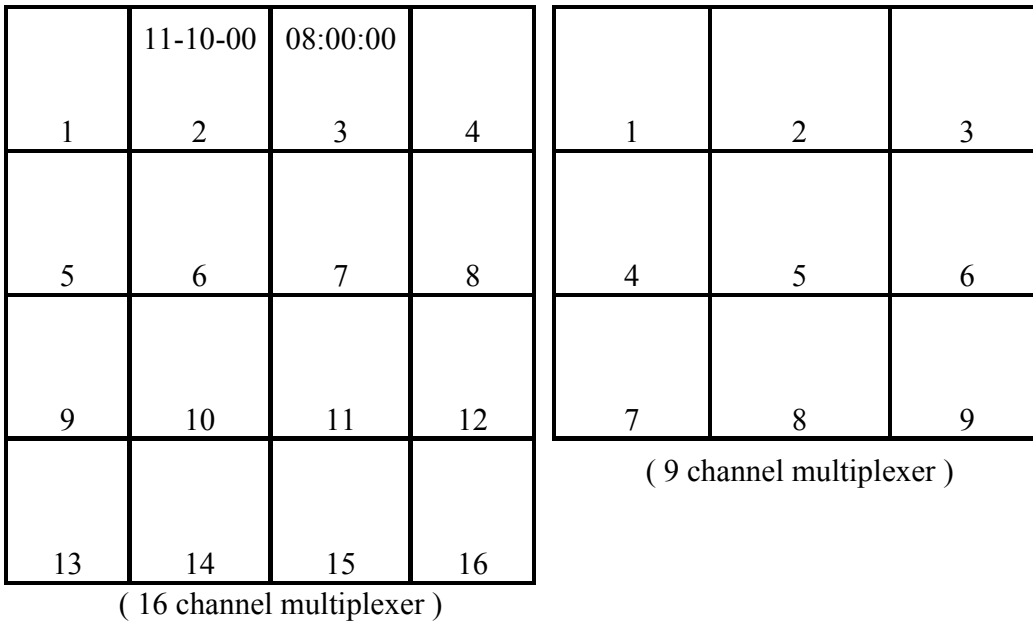 11-10-00 08:00:00
1 2 3 4
5 6 7 8
9 10 11 12
13 14 15 16
( 16 channel multiplexer )
1 2 3
4 5 6
7 8 9
( 9 channel multiplexer )